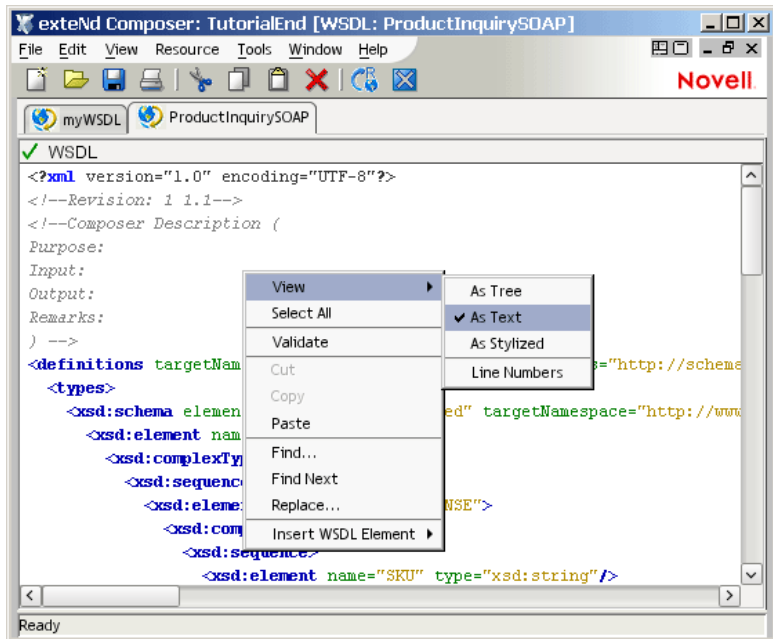 exteNd Composer: TutorialEnd [WSDL: ProductInquirySOAP]
File Edit View Resource Tools Window Help
Novell
myWSDL ProductInquirySOAP
WSDL
<?xml version="1.0" encoding="UTF-8"?>
<!--Revision: 1 1.1-->
<!--Composer Description (
Purpose:
Input:
Output:
Remarks:
) -->
<definitions targetNam s="http://schema
<types>
<xsd:schema elemen ed" targetNamespace="http://www
<xsd:element nam
<xsd:complexTy
<xsd:sequenc
<xsd:eleme NSE">
<xsd:com
<xsd:sequence>
<xsd:element name="SKU" type="xsd:string"/>
View
Select All
Validate
Cut
Copy
Paste
Find...
Find Next
Replace...
Insert WSDL Element
As Tree
As Text
As Stylized
Line Numbers
Ready